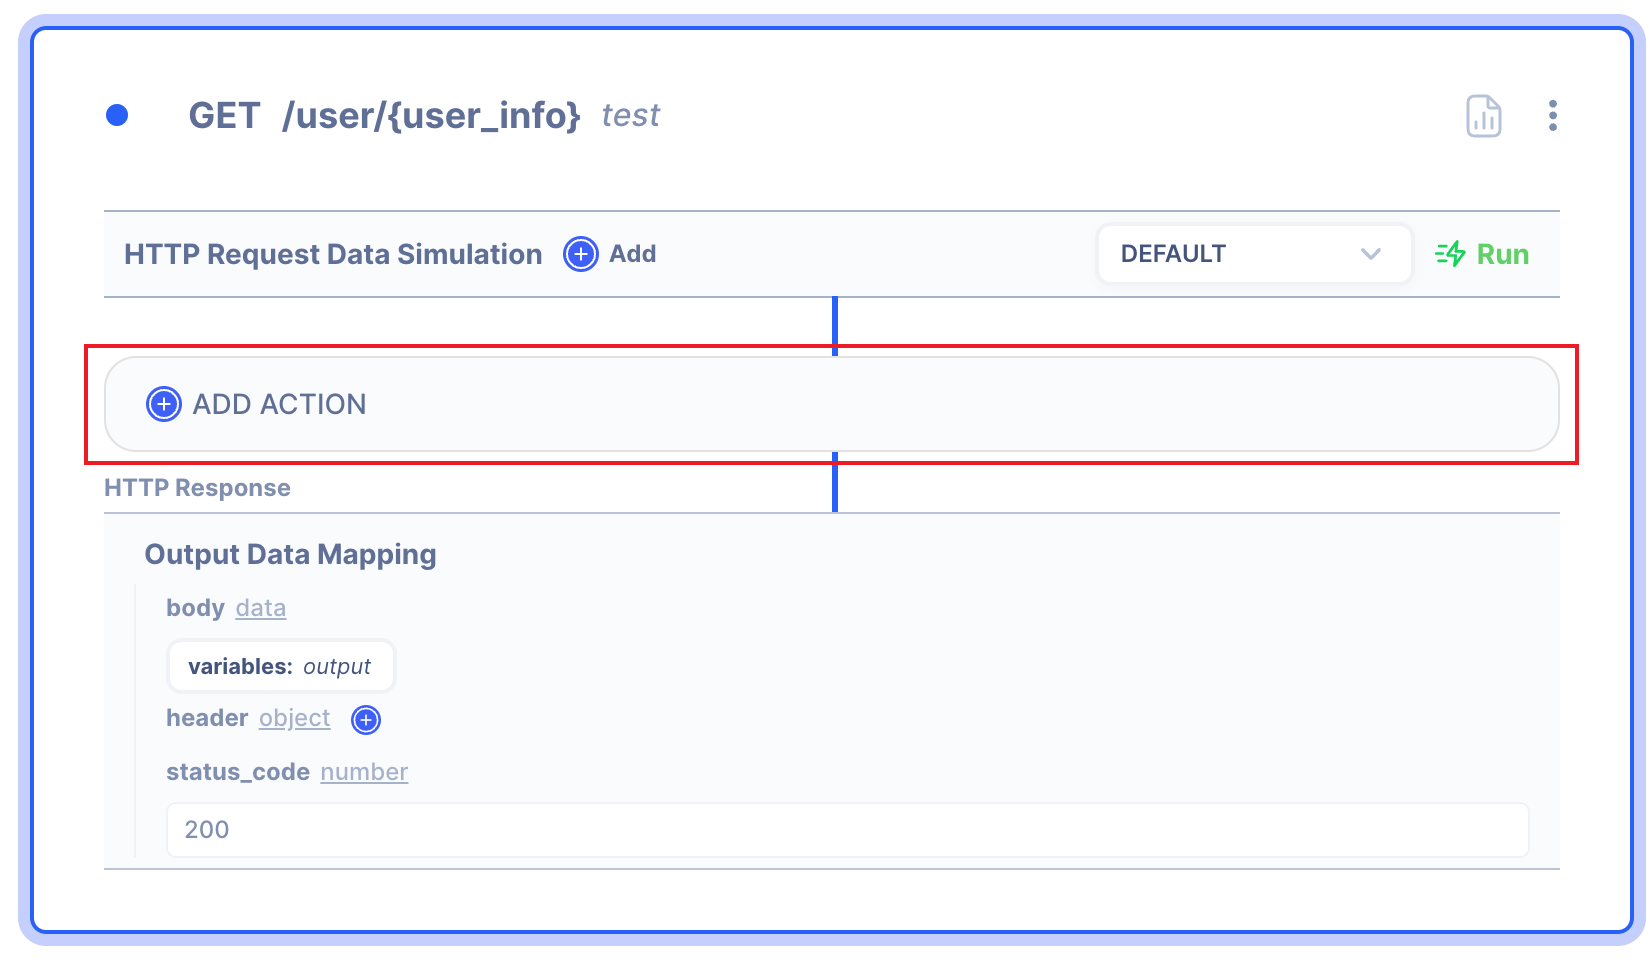 GET /user/{user_info} test
HTTP Request Data Simulation Add DEFAULT Run
ADD ACTION
HTTP Response
Output Data Mapping
body data
variables: output
header object
status_code number
200